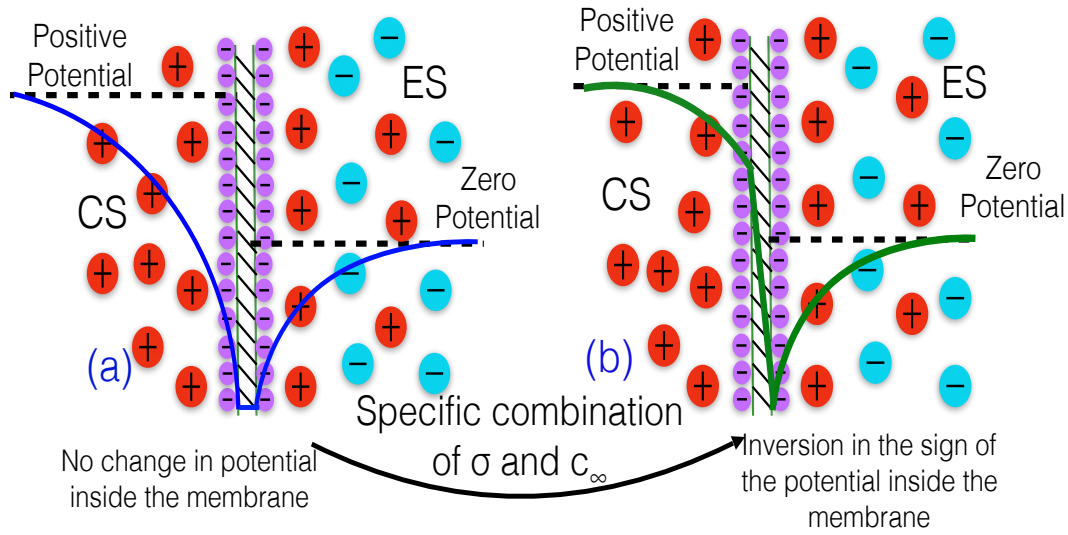 Positive
Potential
ES
CS
Zero
Potential
(a)
No change in potential
inside the membrane
Specific combination
of σ and c∞
Positive
Potential
ES
CS
Zero
Potential
(b)
Inversion in the sign of
the potential inside the
membrane